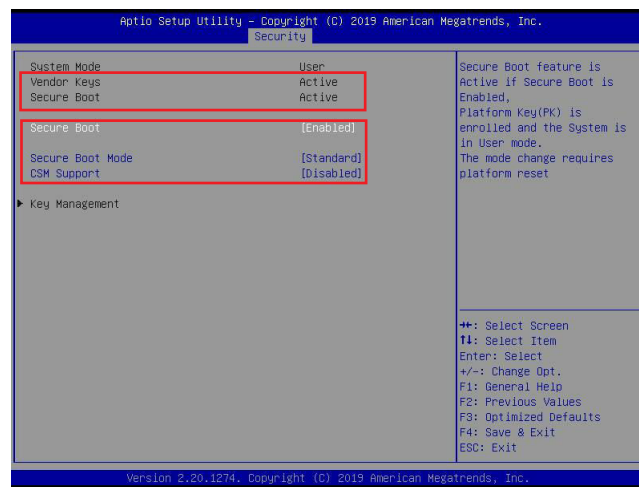 Aptio Setup Utility – Copyright (C) 2019 American Megatrends, Inc.
Security
System Mode User
Vendor Keys Active
Secure Boot Active
Secure Boot [Enabled]
Secure Boot Mode [Standard]
CSM Support [Disabled]
▶ Key Management
Secure Boot feature is
Active if Secure Boot is
Enabled,
Platform Key(PK) is
enrolled and the System is
in User mode.
The mode change requires
platform reset
→←: Select Screen
↑↓: Select Item
Enter: Select
+/-: Change Opt.
F1: General Help
F2: Previous Values
F3: Optimized Defaults
F4: Save & Exit
ESC: Exit
Version 2.20.1274. Copyright (C) 2019 American Megatrends, Inc.